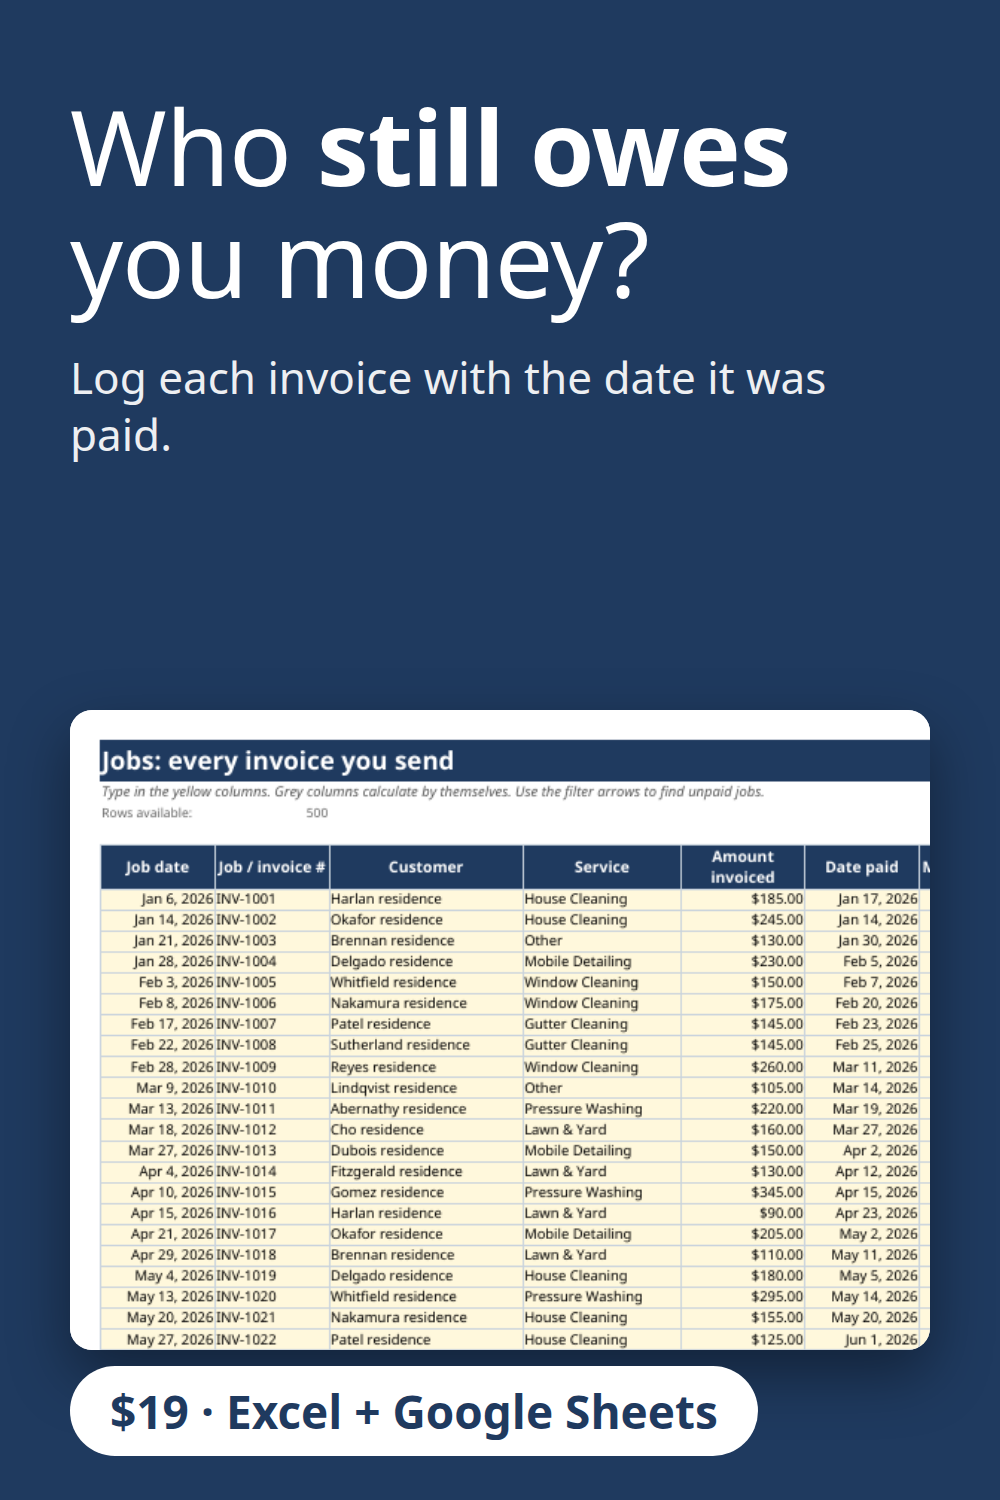 Who still owes
you money?
Log each invoice with the date it was
paid.
Jobs: every invoice you send
Type in the yellow columns. Grey columns calculate by themselves. Use the filter arrows to find unpaid jobs.
Rows available: 500
Job date Job / invoice # Customer Service Amount invoiced Date paid
Jan 6, 2026 INV-1001 Harlan residence House Cleaning $185.00 Jan 17, 2026
Jan 14, 2026 INV-1002 Okafor residence House Cleaning $245.00 Jan 14, 2026
Jan 21, 2026 INV-1003 Brennan residence Other $130.00 Jan 30, 2026
Jan 28, 2026 INV-1004 Delgado residence Mobile Detailing $230.00 Feb 5, 2026
Feb 3, 2026 INV-1005 Whitfield residence Window Cleaning $150.00 Feb 7, 2026
Feb 8, 2026 INV-1006 Nakamura residence Window Cleaning $175.00 Feb 20, 2026
Feb 17, 2026 INV-1007 Patel residence Gutter Cleaning $145.00 Feb 23, 2026
Feb 22, 2026 INV-1008 Sutherland residence Gutter Cleaning $145.00 Feb 25, 2026
Feb 28, 2026 INV-1009 Reyes residence Window Cleaning $260.00 Mar 11, 2026
Mar 9, 2026 INV-1010 Lindqvist residence Other $105.00 Mar 14, 2026
Mar 13, 2026 INV-1011 Abernathy residence Pressure Washing $220.00 Mar 19, 2026
Mar 18, 2026 INV-1012 Cho residence Lawn & Yard $160.00 Mar 27, 2026
Mar 27, 2026 INV-1013 Dubois residence Mobile Detailing $150.00 Apr 2, 2026
Apr 4, 2026 INV-1014 Fitzgerald residence Lawn & Yard $130.00 Apr 12, 2026
Apr 10, 2026 INV-1015 Gomez residence Pressure Washing $345.00 Apr 15, 2026
Apr 15, 2026 INV-1016 Harlan residence Lawn & Yard $90.00 Apr 23, 2026
Apr 21, 2026 INV-1017 Okafor residence Mobile Detailing $205.00 May 2, 2026
Apr 29, 2026 INV-1018 Brennan residence Lawn & Yard $110.00 May 11, 2026
May 4, 2026 INV-1019 Delgado residence House Cleaning $180.00 May 5, 2026
May 13, 2026 INV-1020 Whitfield residence Pressure Washing $295.00 May 14, 2026
May 20, 2026 INV-1021 Nakamura residence House Cleaning $155.00 May 20, 2026
May 27, 2026 INV-1022 Patel residence House Cleaning $125.00 Jun 1, 2026
$19 · Excel + Google Sheets